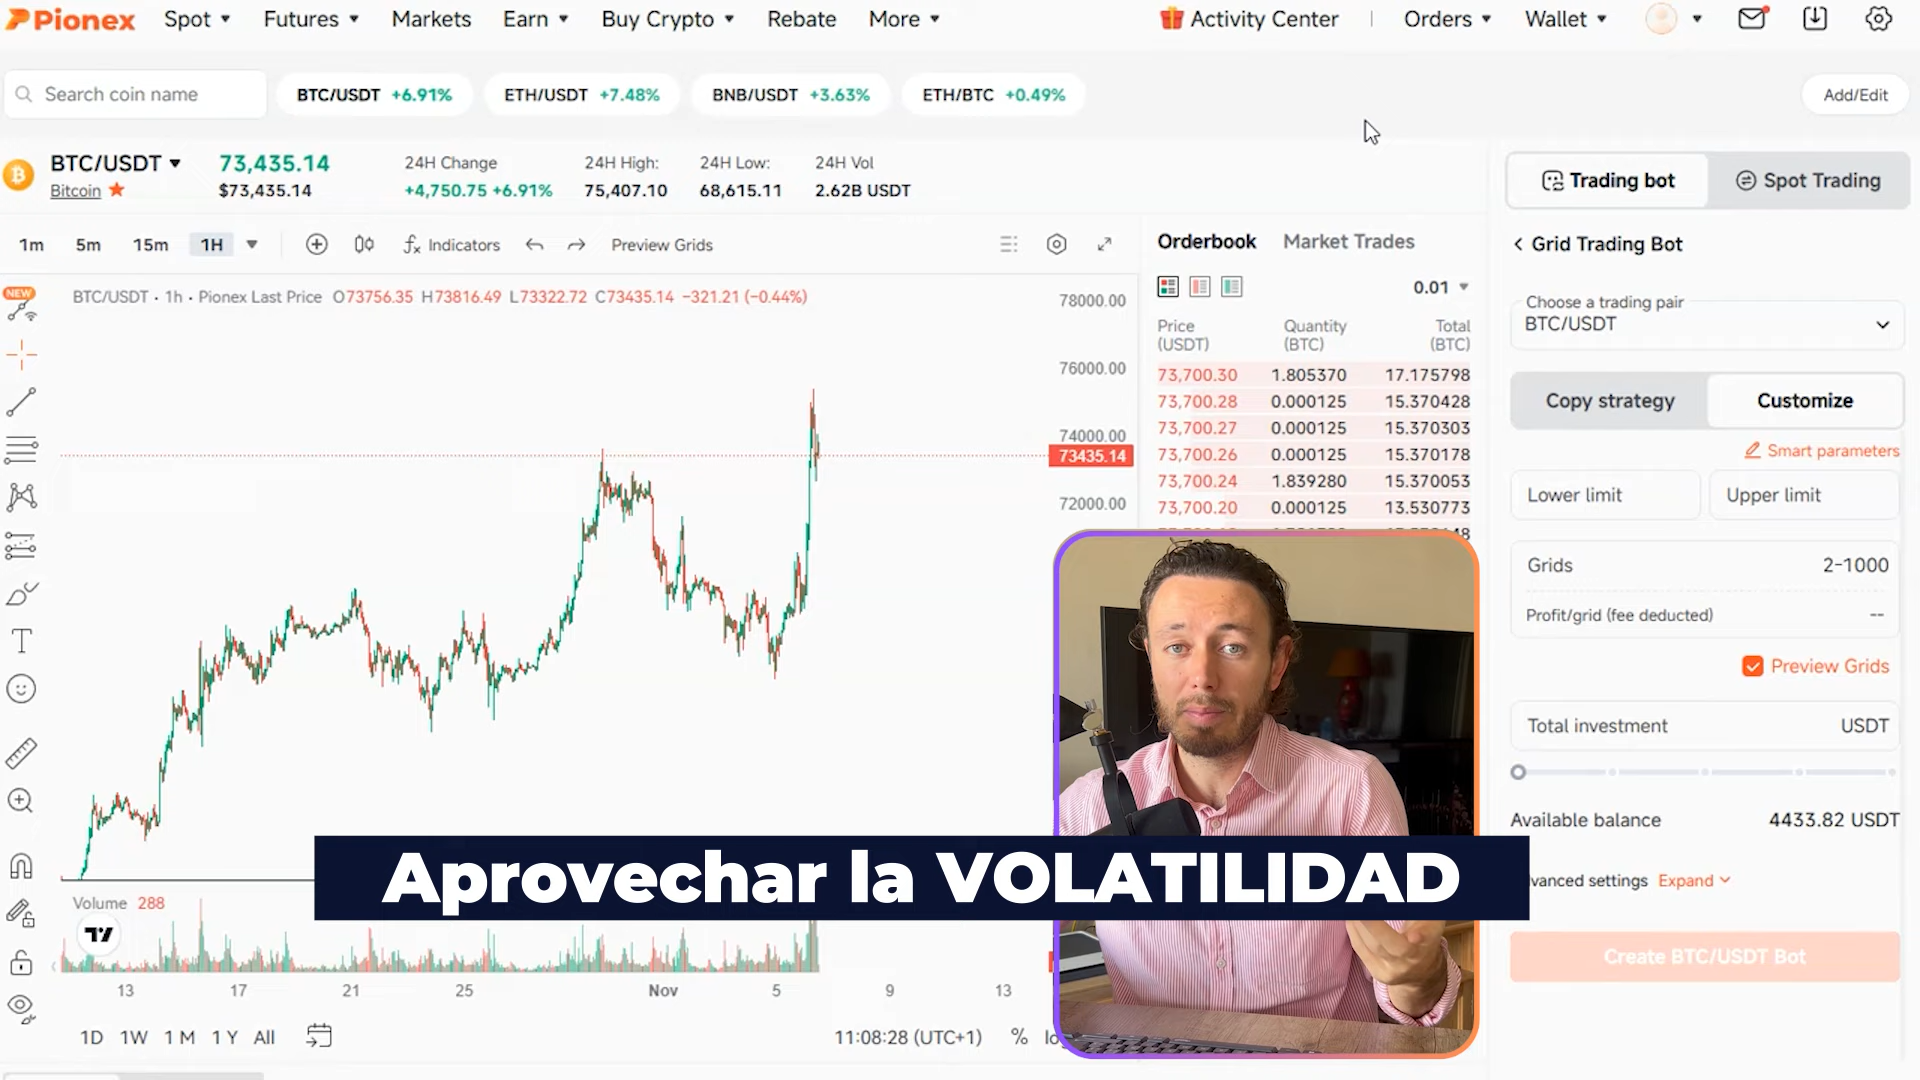 Pionex
Spot
Futures
Markets
Earn
Buy Crypto
Rebate
More
Activity Center
Orders
Wallet
Search coin name
BTC/USDT +6.91%
ETH/USDT +7.48%
BNB/USDT +3.63%
ETH/BTC +0.49%
Add/Edit
BTC/USDT
Bitcoin
73,435.14
$73,435.14
24H Change
+4,750.75 +6.91%
24H High:
75,407.10
24H Low:
68,615.11
24H Vol
2.62B USDT
Trading bot
Spot Trading
1m
5m
15m
1H
fx Indicators
Preview Grids
Orderbook
Market Trades
Grid Trading Bot
NEW
BTC/USDT · 1h · Pionex Last Price O73756.35 H73816.49 L73322.72 C73435.14 −321.21 (−0.44%)
78000.00
76000.00
74000.00
73435.14
72000.00
0.01
Price (USDT)
Quantity (BTC)
Total (BTC)
73,700.30 1.805370 17.175798
73,700.28 0.000125 15.370428
73,700.27 0.000125 15.370303
73,700.26 0.000125 15.370178
73,700.24 1.839280 15.370053
73,700.20 0.000125 13.530773
Choose a trading pair
BTC/USDT
Copy strategy
Customize
Smart parameters
Lower limit
Upper limit
Grids 2-1000
Profit/grid (fee deducted) --
Preview Grids
Total investment USDT
Available balance 4433.82 USDT
vanced settings Expand
Create BTC/USDT Bot
Aprovechar la VOLATILIDAD
Volume 288
13
17
21
25
Nov
5
9
13
1D
1W
1M
1Y
All
11:08:28 (UTC+1)
%